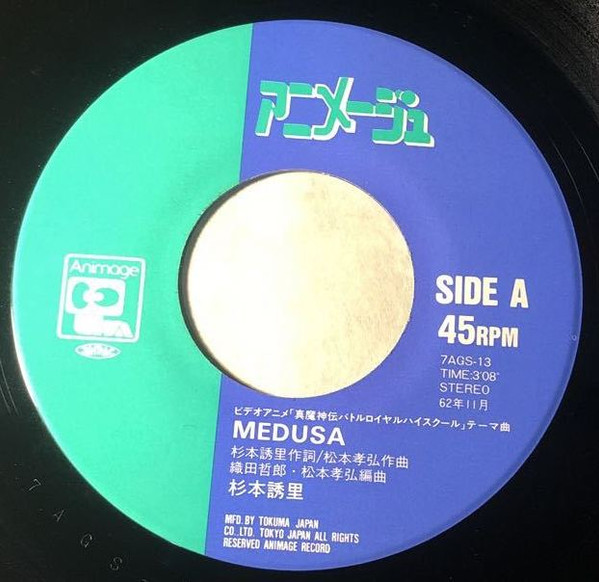 アニメージュ
Animage
SIDE A
45RPM
7AGS-13
TIME:3'08"
STEREO
62年11月
ビデオアニメ「真魔神伝バトルロイヤルハイスクール」テーマ曲
MEDUSA
杉本誘里作詞/松本孝弘作曲
織田哲郎・松本孝弘編曲
杉本誘里
MFD. BY TOKUMA JAPAN
CO., LTD. TOKYO JAPAN ALL RIGHTS
RESERVED ANIMAGE RECORD
7AGS